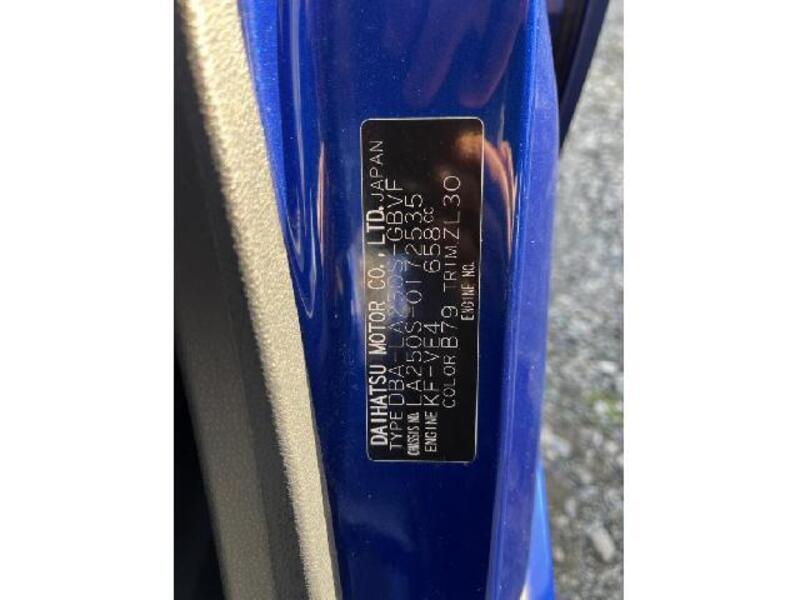 DAIHATSU MOTOR CO.,LTD. JAPAN
TYPE DBA-LA250S-GBVF
CHASSIS NO. LA250S-0172535
ENGINE KF-VE4 658cc
COLOR B79 TRIM ZL30
ENGINE NO.